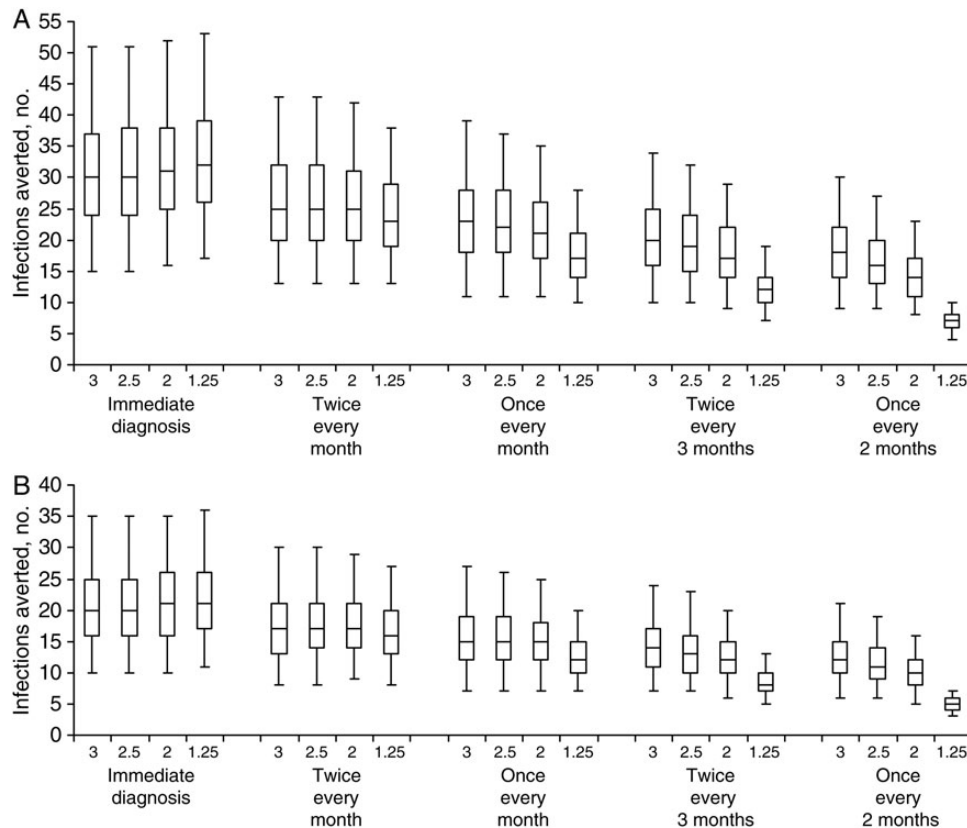 A
Infections averted, no.
55
50
45
40
35
30
25
20
15
10
5
0
3 2.5 2 1.25 3 2.5 2 1.25 3 2.5 2 1.25 3 2.5 2 1.25 3 2.5 2 1.25
Immediate
diagnosis
Twice
every
month
Once
every
month
Twice
every
3 months
Once
every
2 months
B
Infections averted, no.
40
35
30
25
20
15
10
5
0
3 2.5 2 1.25 3 2.5 2 1.25 3 2.5 2 1.25 3 2.5 2 1.25 3 2.5 2 1.25
Immediate
diagnosis
Twice
every
month
Once
every
month
Twice
every
3 months
Once
every
2 months